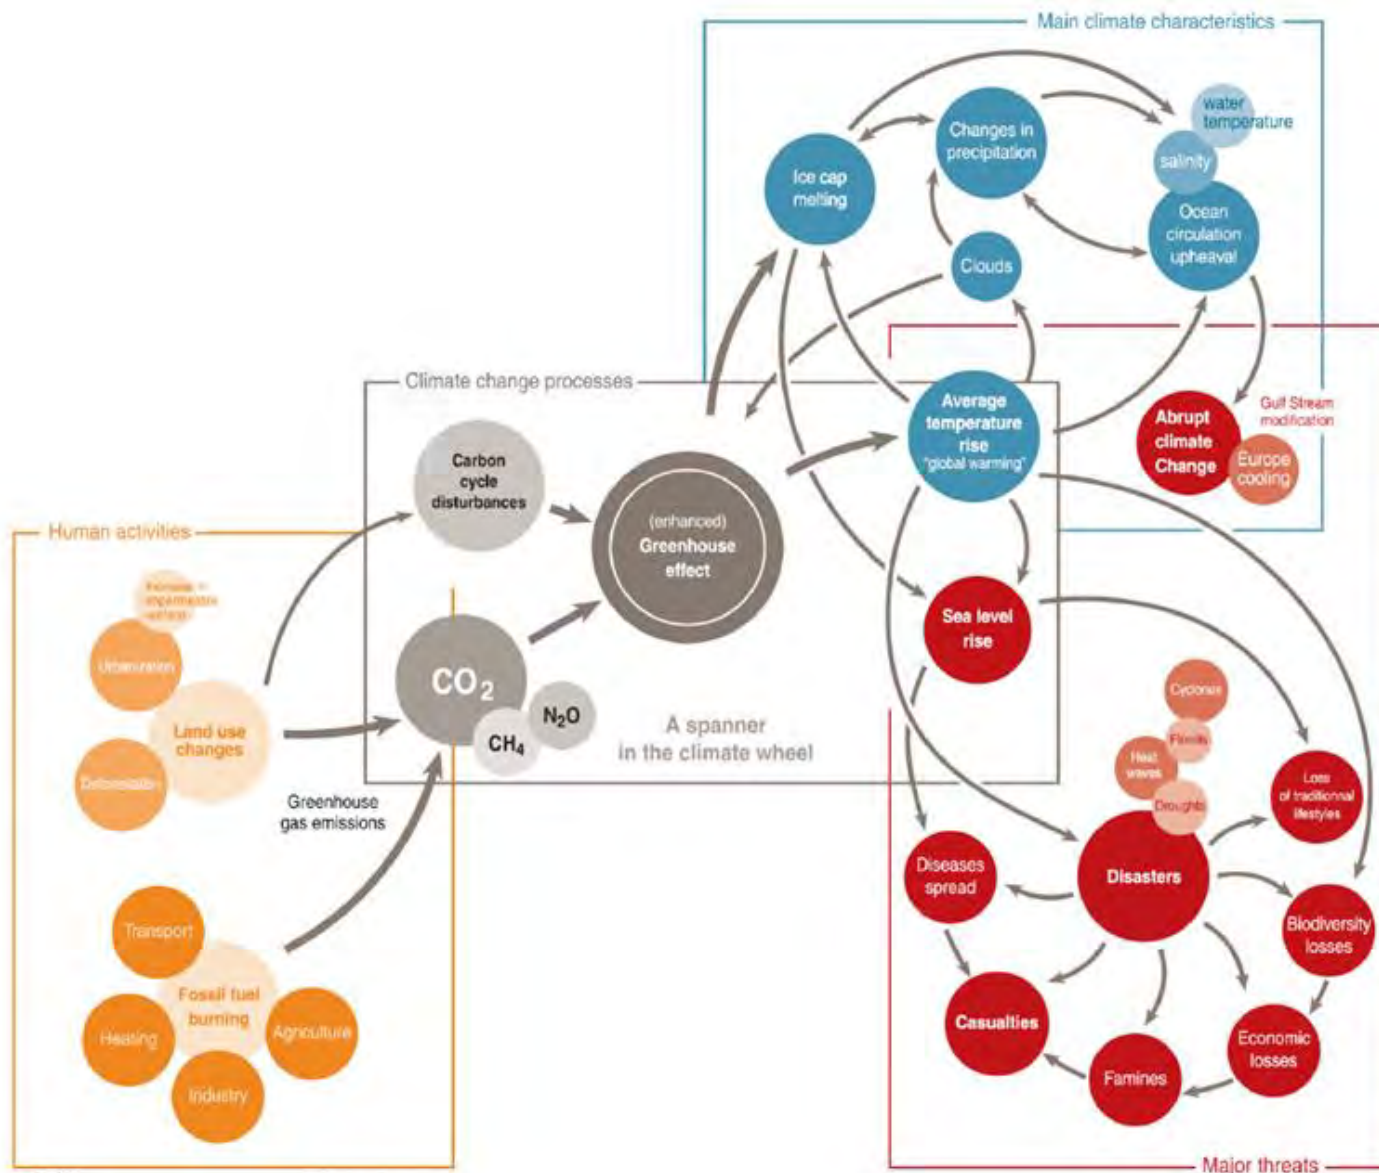 Main climate characteristics
water
temperature
Changes in
precipitation
salinity
Ice cap
melting
Ocean
circulation
upheaval
Clouds
Climate change processes
Average
temperature
rise
"global warming"
Gulf Stream
modification
Abrupt
climate
Change
Europe
cooling
Carbon
cycle
disturbances
(enhanced)
Greenhouse
effect
Human activities
Sea level
rise
Urbanization
CO2
N2O
CH4
A spanner
in the climate wheel
Land use
changes
Deforestation
Greenhouse
gas emissions
Cyclones
Floods
Heat
waves
Droughts
Loss
of traditionnal
lifestyles
Diseases
spread
Disasters
Biodiversity
losses
Transport
Fossil fuel
burning
Heating
Agriculture
Industry
Casualties
Economic
losses
Famines
Major threats